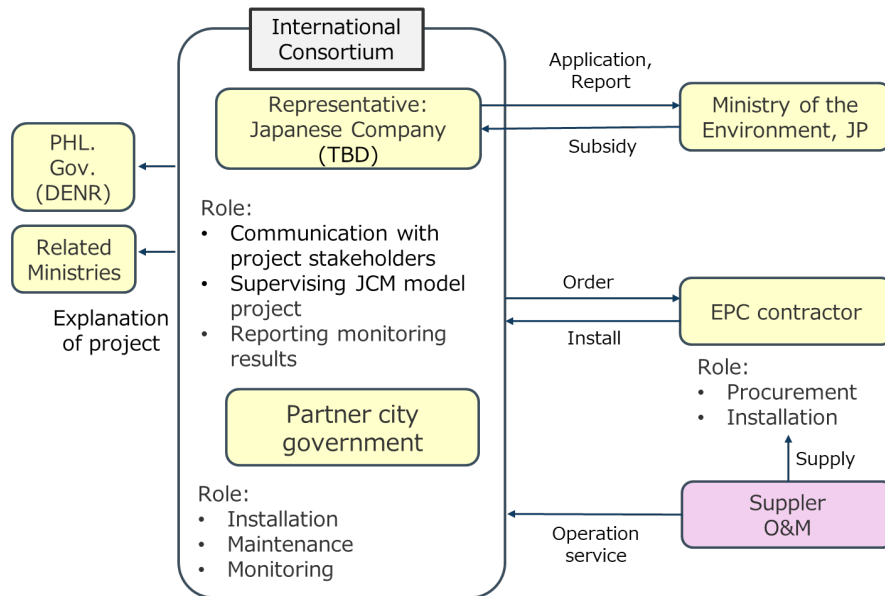 International
Consortium
Representative:
Japanese Company
(TBD)
Application,
Report
Subsidy
Ministry of the
Environment, JP
PHL.
Gov.
(DENR)
Related
Ministries
Explanation
of project
Role:
• Communication with
project stakeholders
• Supervising JCM model
project
• Reporting monitoring
results
Order
Install
EPC contractor
Role:
• Procurement
• Installation
Partner city
government
Role:
• Installation
• Maintenance
• Monitoring
Supply
Operation
service
Suppler
O&M